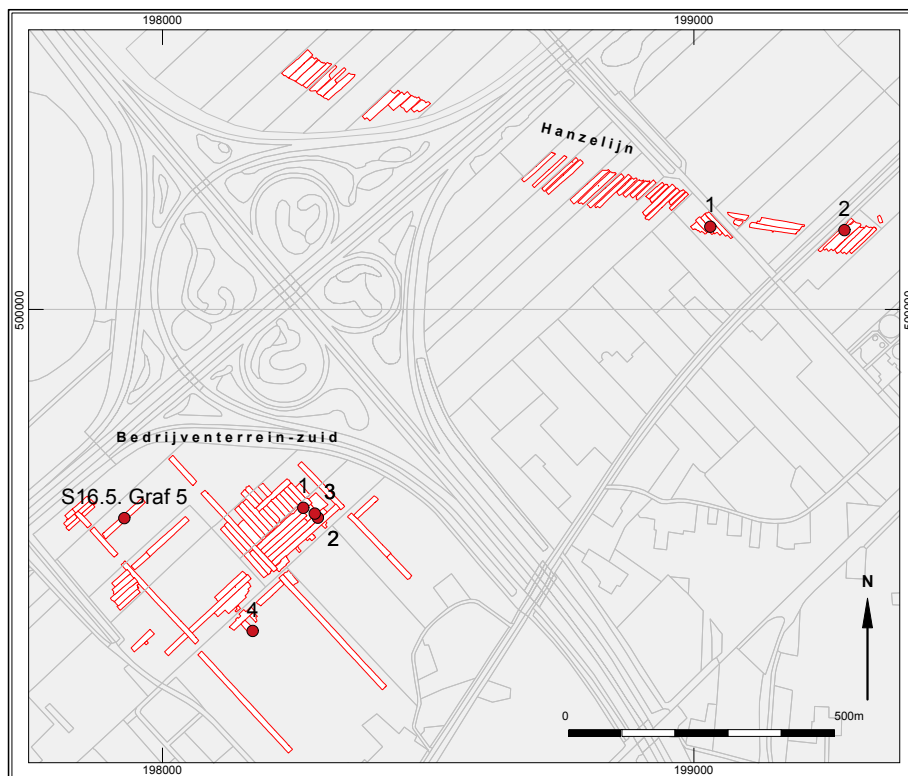 198000
199000
Hanzelijn
1
2
500000
500000
Bedrijventerrein-zuid
S16.5. Graf 5
1
3
2
4
N
0
500m
198000
199000